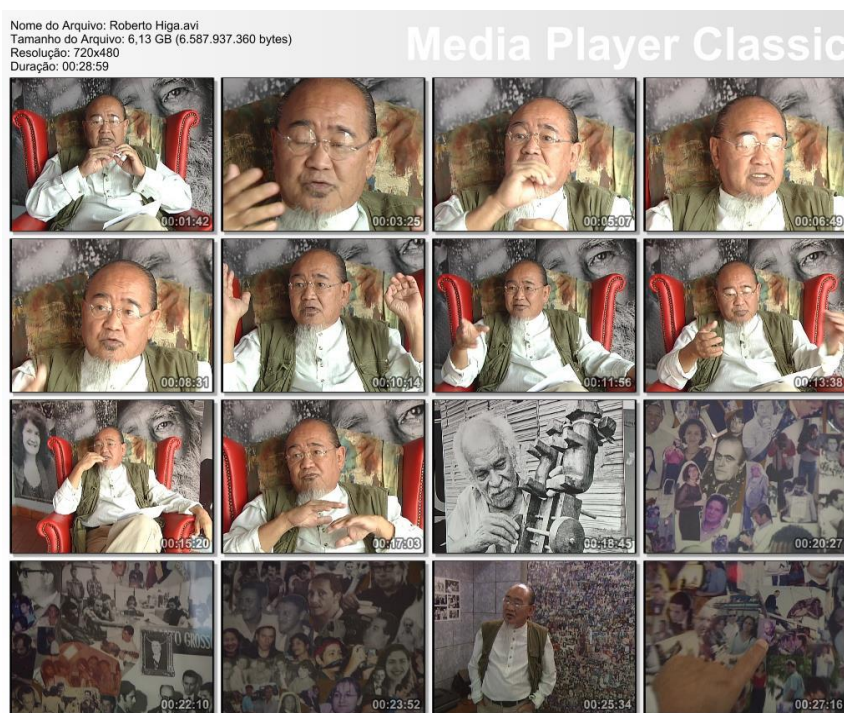 Nome do Arquivo: Roberto Higa.avi
Tamanho do Arquivo: 6,13 GB (6.587.937.360 bytes)
Resolução: 720x480
Duração: 00:28:59
Media Player Classic
00:01:42
00:03:25
00:05:07
00:06:49
00:08:31
00:10:14
00:11:56
00:13:38
00:15:20
00:17:03
00:18:45
00:20:27
O GROSS
00:22:10
00:23:52
00:25:34
00:27:16